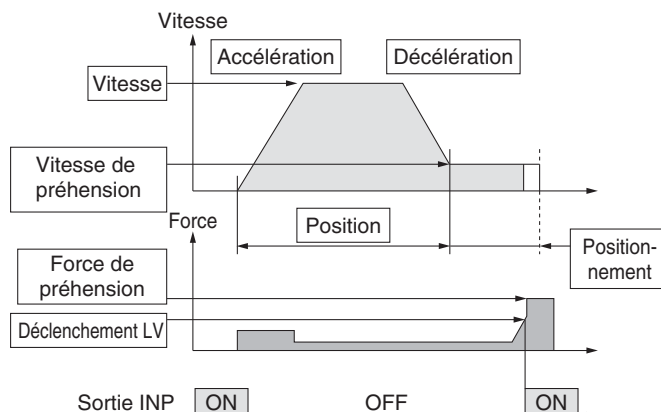 Vitesse
Accélération
Décélération
Vitesse
Vitesse de
préhension
Force
Position
Position-
nement
Force de
préhension
Déclenchement LV
Sortie INP
ON
OFF
ON